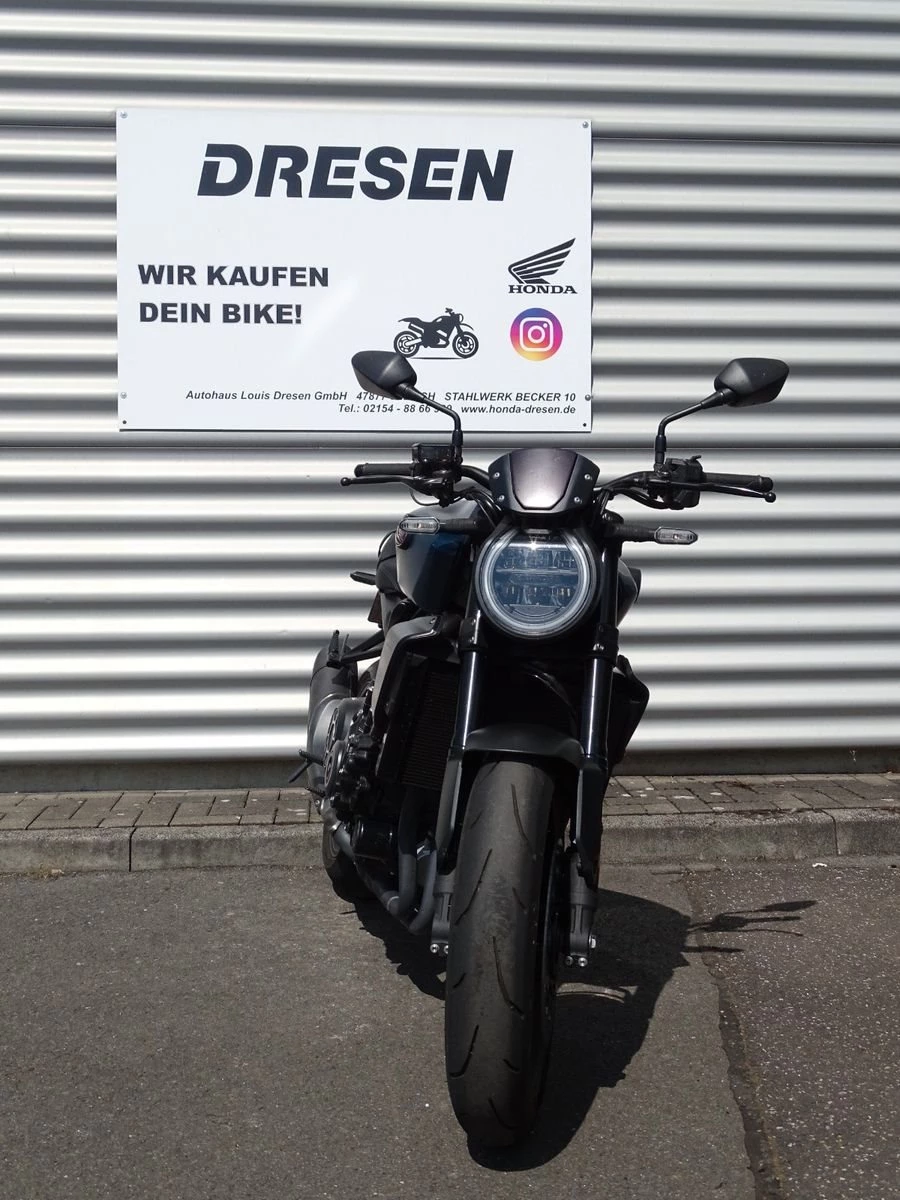 DRESEN
WIR KAUFEN
DEIN BIKE!
HONDA
Autohaus Louis Dresen GmbH STAHLWERK BECKER 10
Tel.: 02154 - 88 66 www.honda-dresen.de